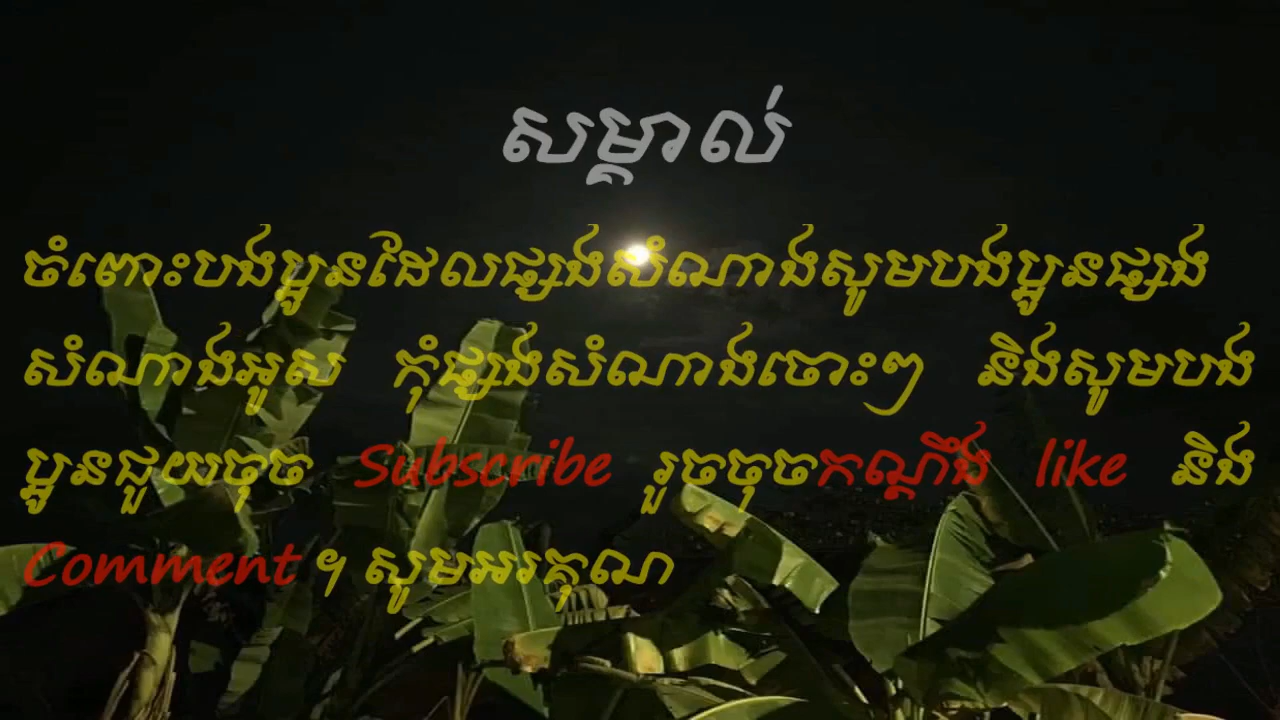 សម្គាល់
ចំពោះបងប្អូនដែលផ្សងសំណាងសូមបងប្អូនផ្សង
សំណាងអូស កុំផ្សងសំណាងចោះៗ និងសូមបង
ប្អូនជួយចុច Subscribe រួចចុចកណ្ដឹង like និង
Comment ។ សូមអរគុណ